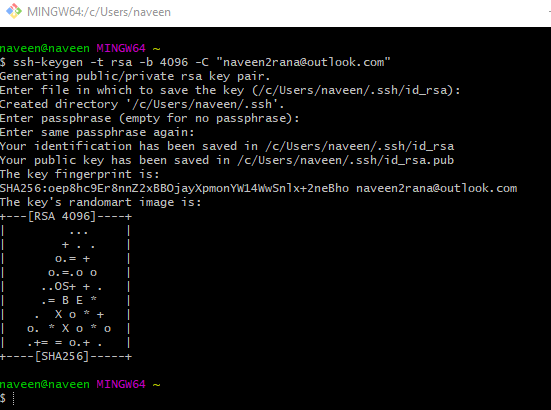 MINGW64:/c/Users/naveen
naveen@naveen MINGW64 ~
$ ssh-keygen -t rsa -b 4096 -C "naveen2rana@outlook.com"
Generating public/private rsa key pair.
Enter file in which to save the key (/c/Users/naveen/.ssh/id_rsa):
Created directory '/c/Users/naveen/.ssh'.
Enter passphrase (empty for no passphrase):
Enter same passphrase again:
Your identification has been saved in /c/Users/naveen/.ssh/id_rsa
Your public key has been saved in /c/Users/naveen/.ssh/id_rsa.pub
The key fingerprint is:
SHA256:oep8hc9Er8nnZ2xBBOjayXpmonYW14WwSnlx+2neBho naveen2rana@outlook.com
The key's randomart image is:
+---[RSA 4096]----+
|         ...     |
|        + . .    |
|       o.= +     |
|      o.=.o o    |
|     ..OS+ + .   |
|     .= B E *    |
|    .  X o * +   |
|   o. * X o * o  |
|   .+= = o.+ .   |
+----[SHA256]-----+
naveen@naveen MINGW64 ~
$